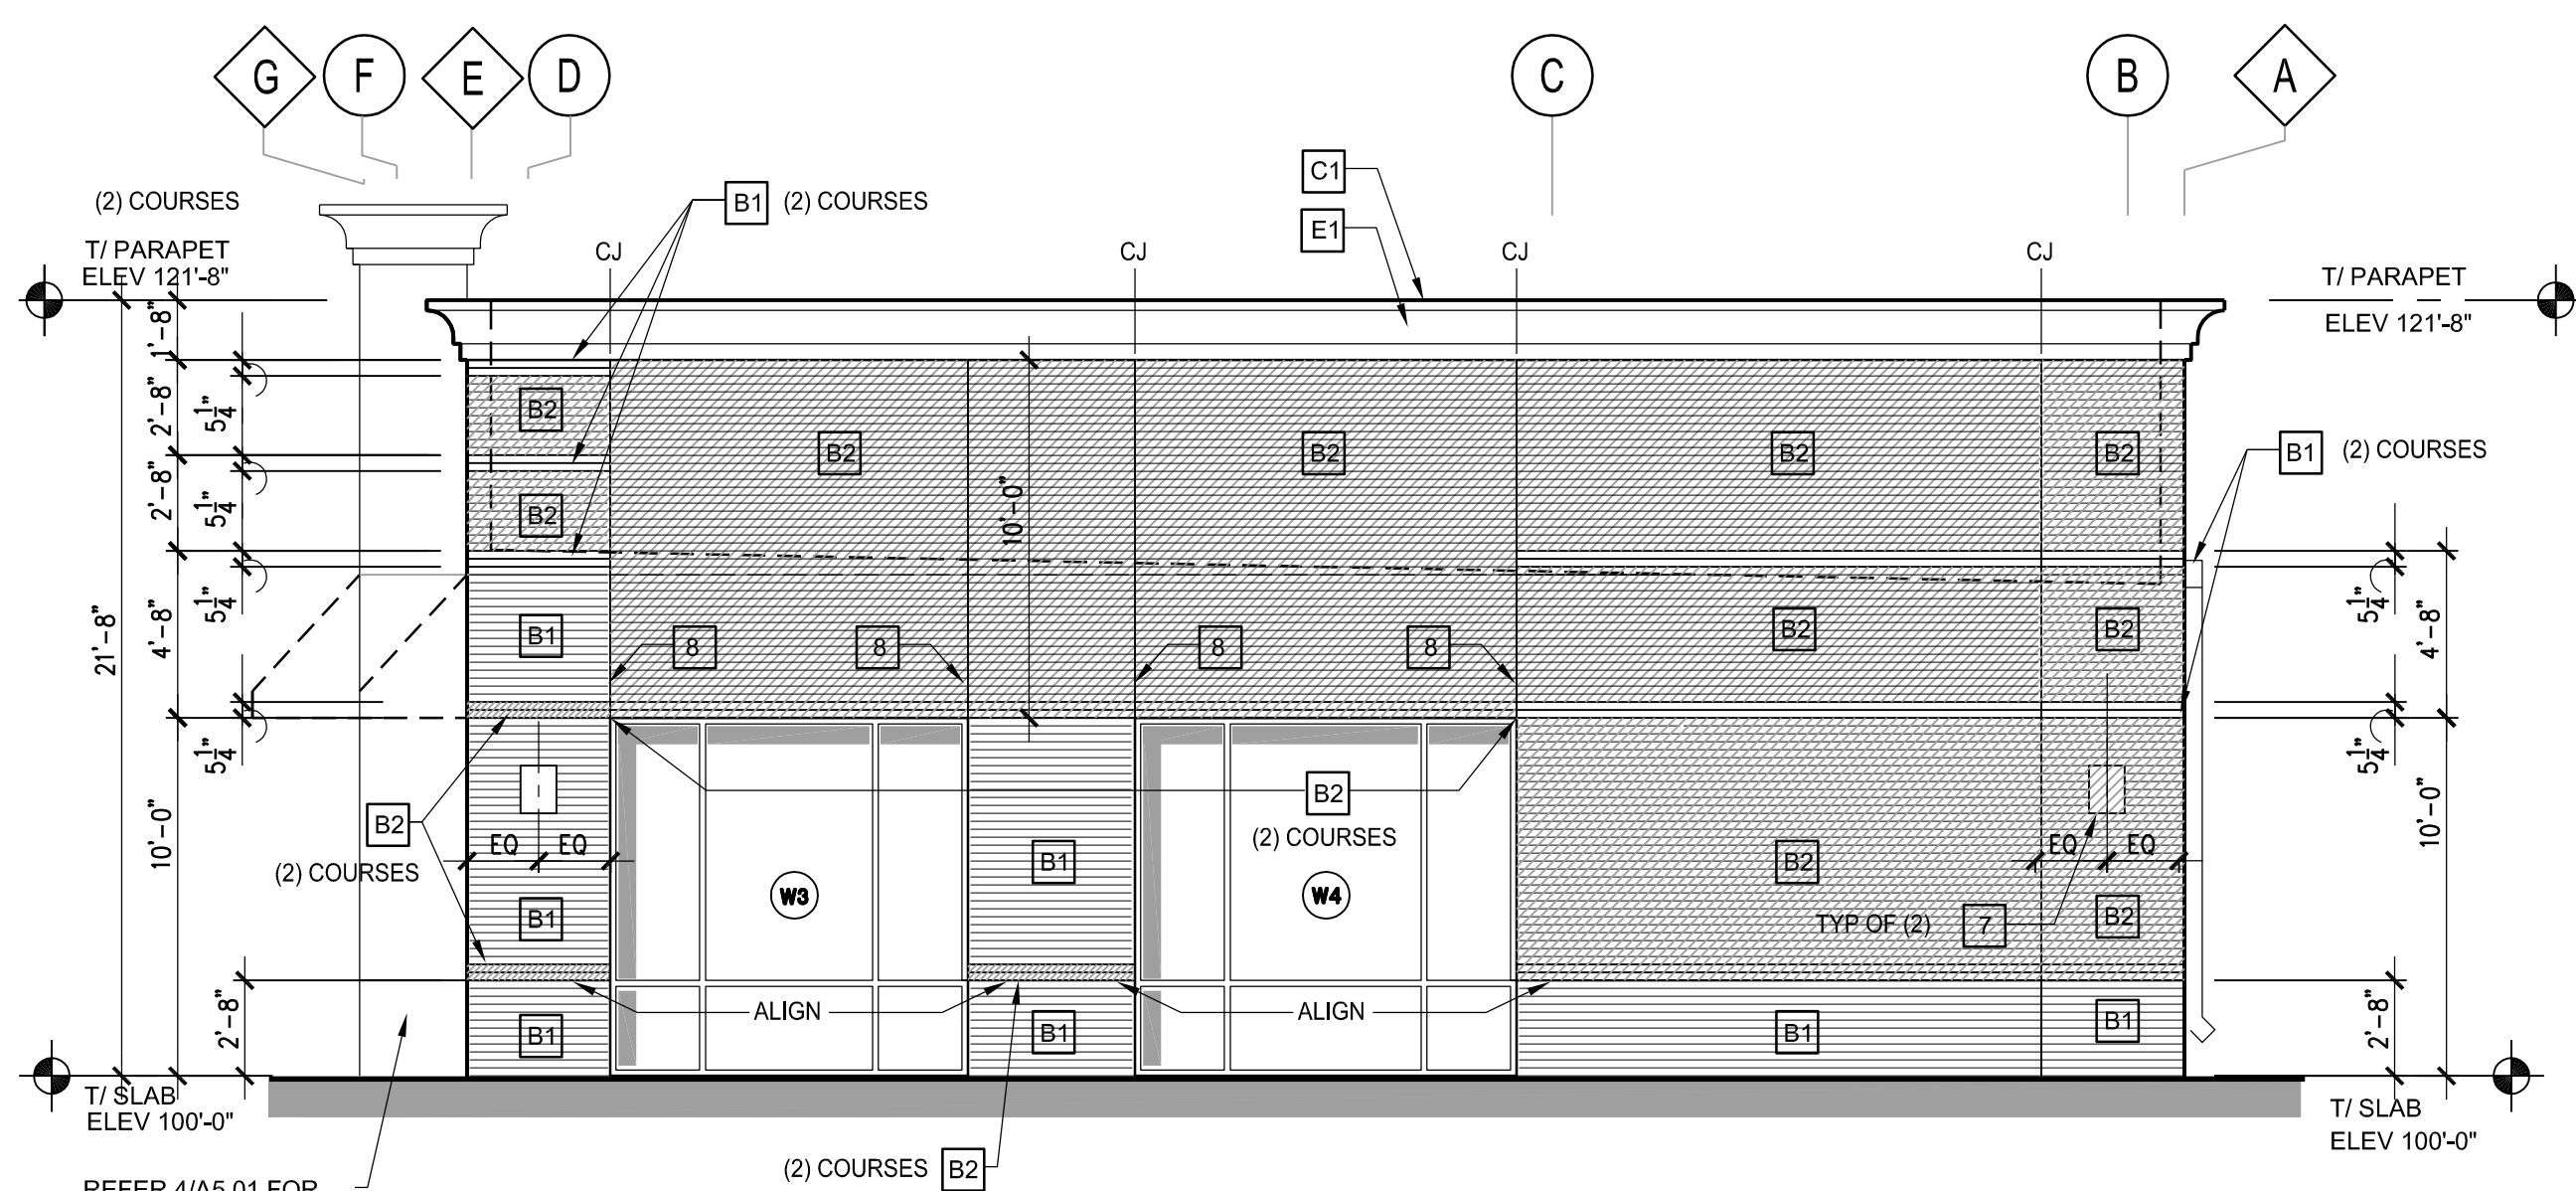 G F E D C B A
(2) COURSES
B1 (2) COURSES
C1
E1
T/ PARAPET
ELEV 121'-8"
CJ CJ CJ CJ
T/ PARAPET
ELEV 121'-8"
1'-8"
2'-8"
5 1/4"
2'-8"
5 1/4"
4'-8"
5 1/4"
21'-8"
10'-0"
5 1/4"
2'-8"
B2
B2 B2 B2 B2
B2
10'-0"
B1 (2) COURSES
B1
8 8 8 8
B2 B2
5 1/4"
4'-8"
5 1/4"
10'-0"
2'-8"
B2
(2) COURSES
EQ EQ
B2
(2) COURSES
EQ EQ
B1
B2
W3 W4
B1
TYP OF (2) 7 B2
ALIGN ALIGN
B1 B1 B1 B1
T/ SLAB
ELEV 100'-0"
T/ SLAB
ELEV 100'-0"
(2) COURSES B2
REFER 4/A5.01 FOR